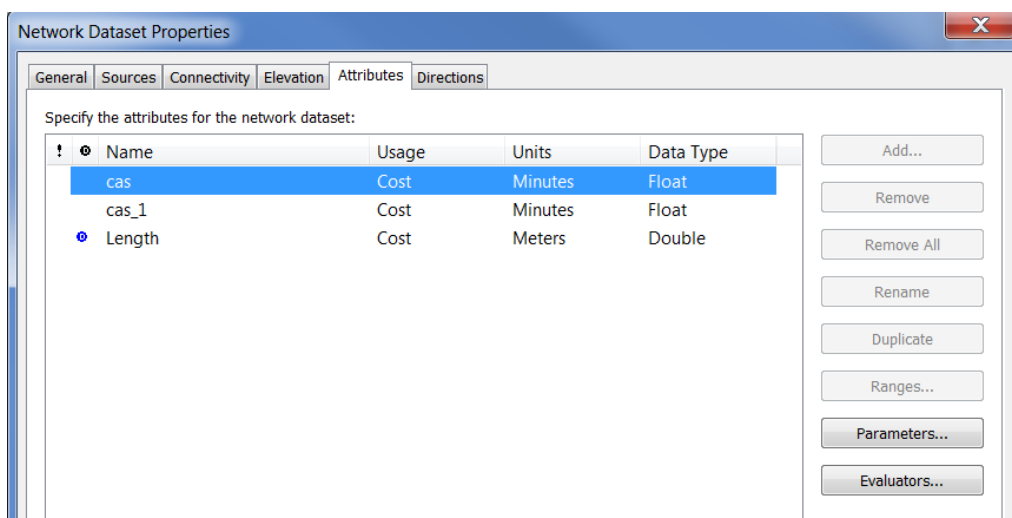 Network Dataset Properties
X
General Sources Connectivity Elevation Attributes Directions
Specify the attributes for the network dataset:
! D Name Usage Units Data Type
cas Cost Minutes Float
cas_1 Cost Minutes Float
D Length Cost Meters Double
Add...
Remove
Remove All
Rename
Duplicate
Ranges...
Parameters...
Evaluators...